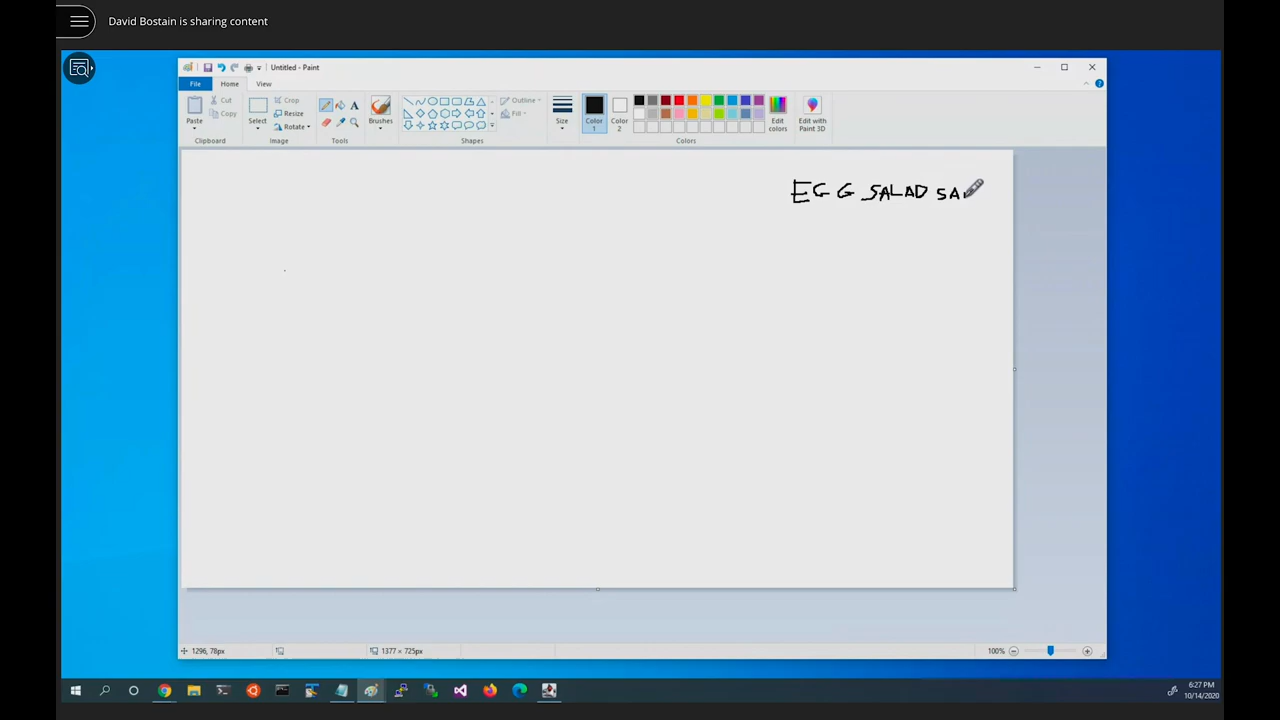 David Bostain is sharing content
Untitled - Paint
File Home View
Paste
Cut
Copy
Clipboard
Select
Crop
Resize
Rotate
Image
Tools
Brushes
Shapes
Outline
Fill
Size
Color 1
Color 2
Colors
Edit colors
Edit with Paint 3D
EGG SALAD SA
1296, 78px
1377 × 725px
100%
6:27 PM
10/14/2020